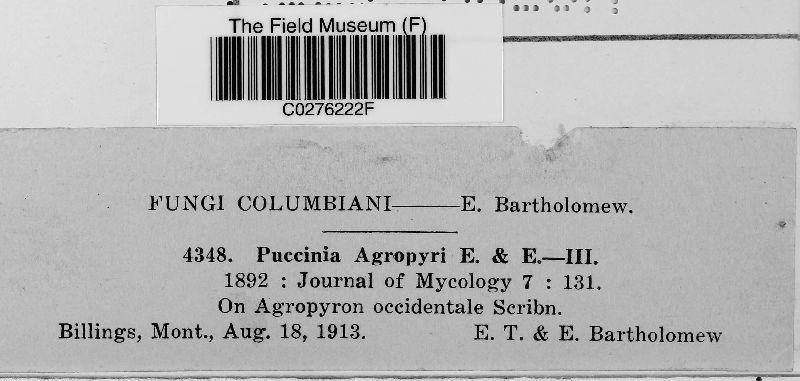 The Field Museum (F)
C0276222F
FUNGI COLUMBIANI——E. Bartholomew.
4348. Puccinia Agropyri E. & E.—III.
1892 : Journal of Mycology 7 : 131.
On Agropyron occidentale Scribn.
Billings, Mont., Aug. 18, 1913. E. T. & E. Bartholomew